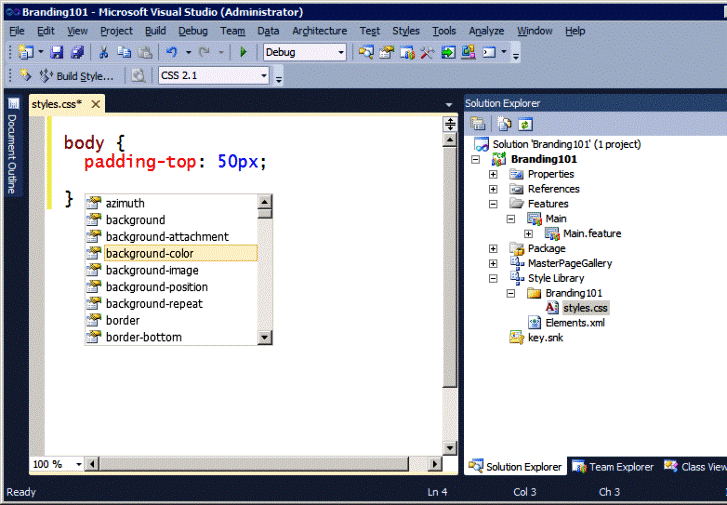 Branding101 - Microsoft Visual Studio (Administrator)
File Edit View Project Build Debug Team Data Architecture Test Styles Tools Analyze Window Help
Debug
Build Style... CSS 2.1
Document Outline
styles.css*
body {
padding-top: 50px;
}
azimuth
background
background-attachment
background-color
background-image
background-position
background-repeat
border
border-bottom
100 %
Solution Explorer
Solution 'Branding101' (1 project)
Branding101
Properties
References
Features
Main
Main.feature
Package
MasterPageGallery
Style Library
Branding101
styles.css
Elements.xml
key.snk
Solution Explorer Team Explorer Class View
Ready Ln 4 Col 3 Ch 3